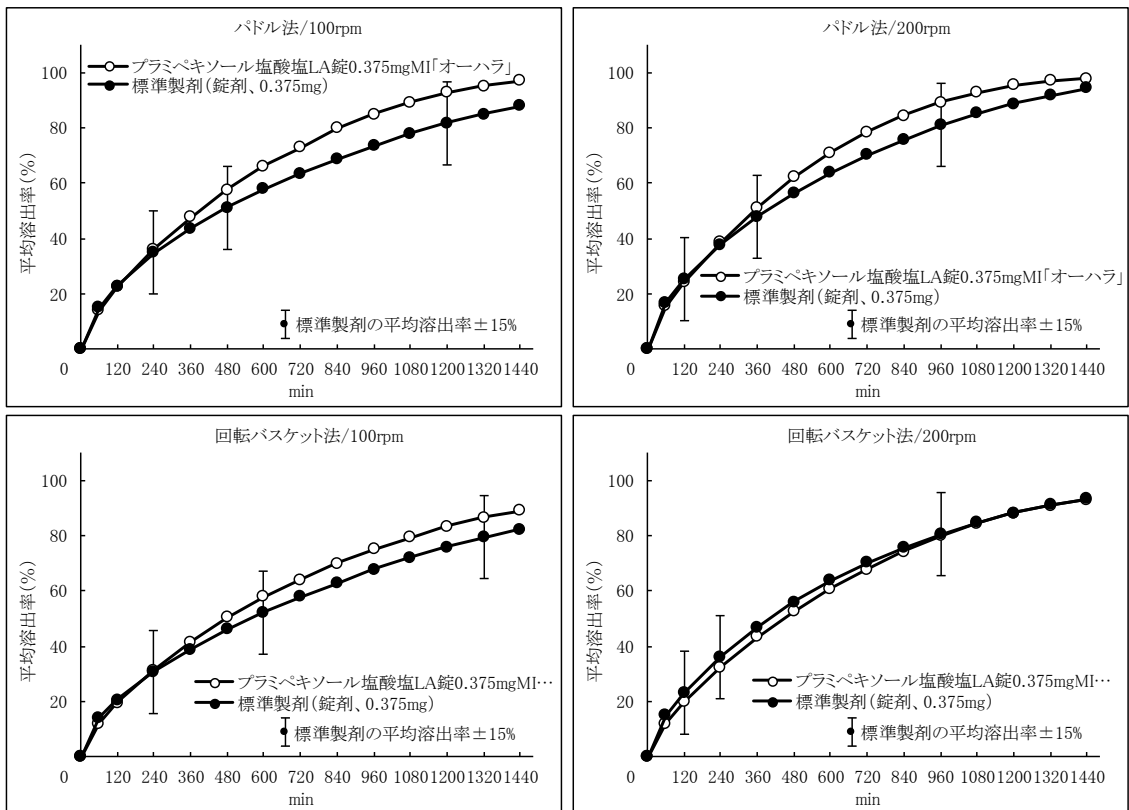 パドル法/100rpm
プラミペキソール塩酸塩LA錠0.375mgMI「オーハラ」
標準製剤(錠剤、0.375mg)
標準製剤の平均溶出率±15%
平均溶出率(%)
100
80
60
40
20
0 120 240 360 480 600 720 840 960 1080 1200 1320 1440
min
パドル法/200rpm
100
80
60
40
20
平均溶出率(%)
プラミペキソール塩酸塩LA錠0.375mgMI「オーハラ」
標準製剤(錠剤、0.375mg)
標準製剤の平均溶出率±15%
0 120 240 360 480 600 720 840 960 1080 1200 1320 1440
min
回転バスケット法/100rpm
100
80
60
40
20
平均溶出率(%)
プラミペキソール塩酸塩LA錠0.375mgMI…
標準製剤(錠剤、0.375mg)
標準製剤の平均溶出率±15%
0 120 240 360 480 600 720 840 960 1080 1200 1320 1440
min
回転バスケット法/200rpm
100
80
60
40
20
平均溶出率(%)
プラミペキソール塩酸塩LA錠0.375mgMI…
標準製剤(錠剤、0.375mg)
標準製剤の平均溶出率±15%
0 120 240 360 480 600 720 840 960 1080 1200 1320 1440
min